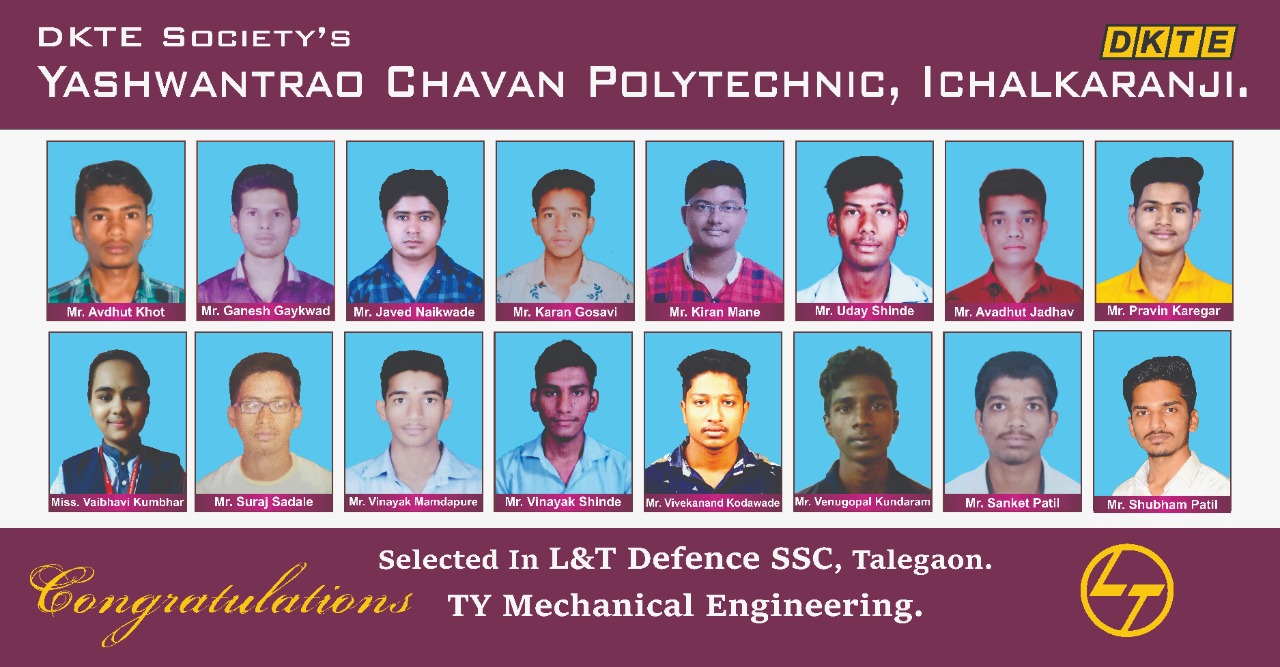 DKTE Society's
DKTE
Yashwantrao Chavan Polytechnic, Ichalkaranji.
Mr. Avdhut Khot
Mr. Ganesh Gaykwad
Mr. Javed Naikwade
Mr. Karan Gosavi
Mr. Kiran Mane
Mr. Uday Shinde
Mr. Avadhut Jadhav
Mr. Pravin Karegar
Miss. Vaibhavi Kumbhar
Mr. Suraj Sadale
Mr. Vinayak Mamdapure
Mr. Vinayak Shinde
Mr. Vivekanand Kodawade
Mr. Venugopal Kundaram
Mr. Sanket Patil
Mr. Shubham Patil
Congratulations
Selected In L&T Defence SSC, Talegaon.
TY Mechanical Engineering.
LT